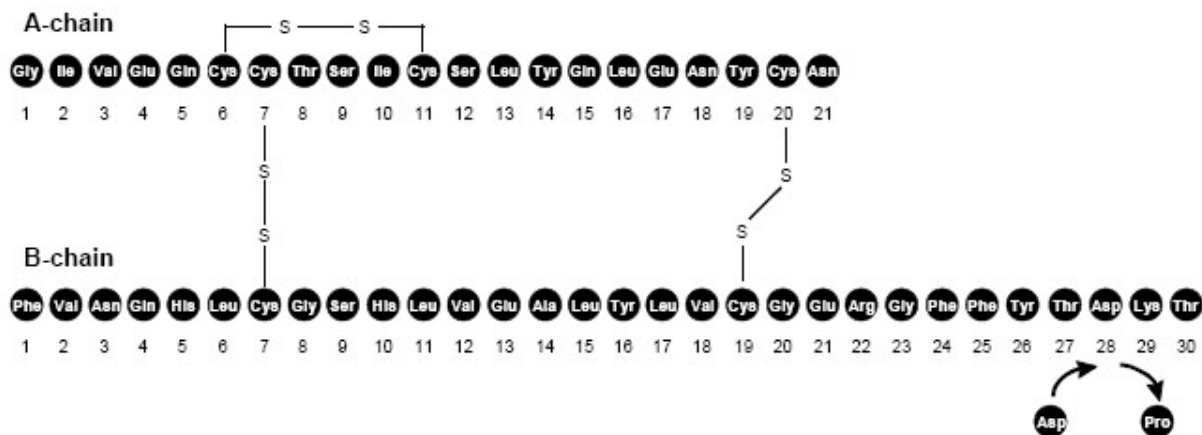 A-chain
S S
Gly Ile Val Glu Gln Cys Cys Thr Ser Ile Cys Ser Leu Tyr Gln Leu Glu Asn Tyr Cys Asn
1 2 3 4 5 6 7 8 9 10 11 12 13 14 15 16 17 18 19 20 21
S S
S S
B-chain
Phe Val Asn Gln His Leu Cys Gly Ser His Leu Val Glu Ala Leu Tyr Leu Val Cys Gly Glu Arg Gly Phe Phe Tyr Thr Asp Lys Thr
1 2 3 4 5 6 7 8 9 10 11 12 13 14 15 16 17 18 19 20 21 22 23 24 25 26 27 28 29 30
Asp Pro